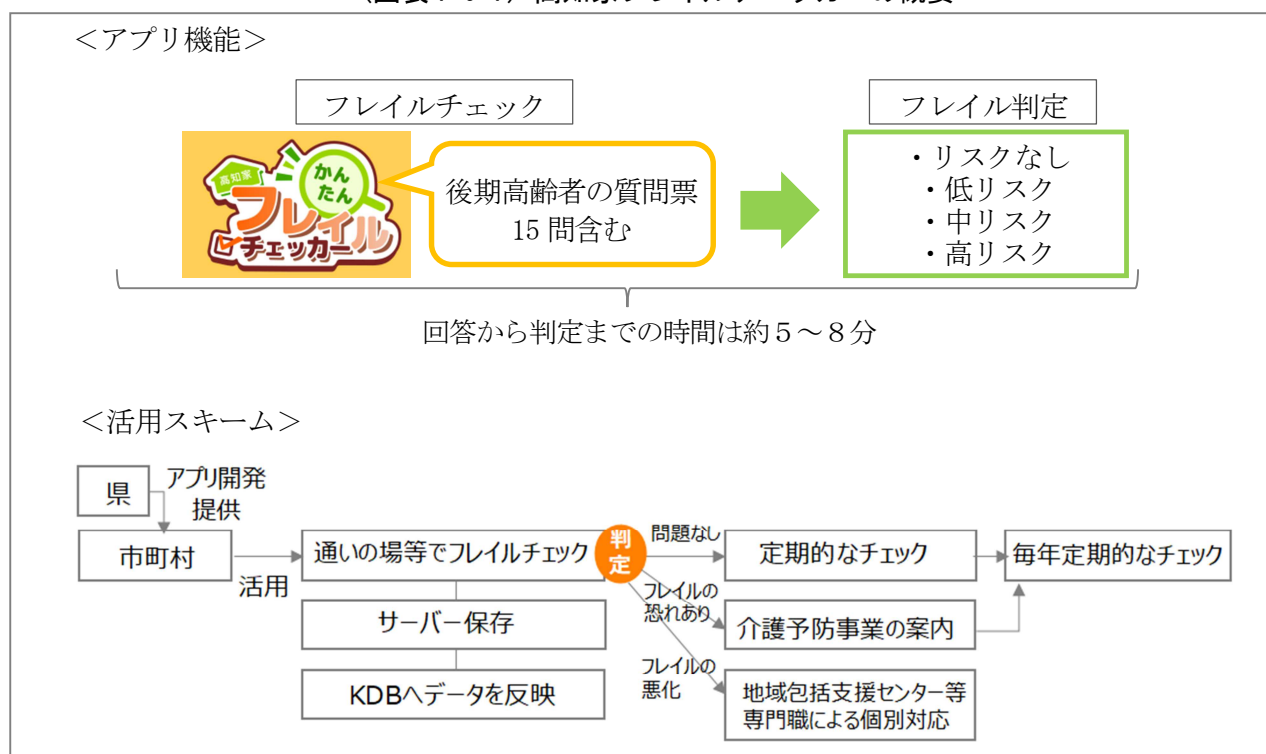 ＜アプリ機能＞
フレイルチェック
フレイル判定
高知家
かん
たん
フレイル
チェッカー
後期高齢者の質問票
15 問含む
・リスクなし
・低リスク
・中リスク
・高リスク
回答から判定までの時間は約５～８分
＜活用スキーム＞
県
アプリ開発
提供
市町村
活用
通いの場等でフレイルチェック
サーバー保存
KDBへデータを反映
判
定
問題なし
定期的なチェック
毎年定期的なチェック
フレイルの
恐れあり
介護予防事業の案内
フレイルの
悪化
地域包括支援センター等
専門職による個別対応